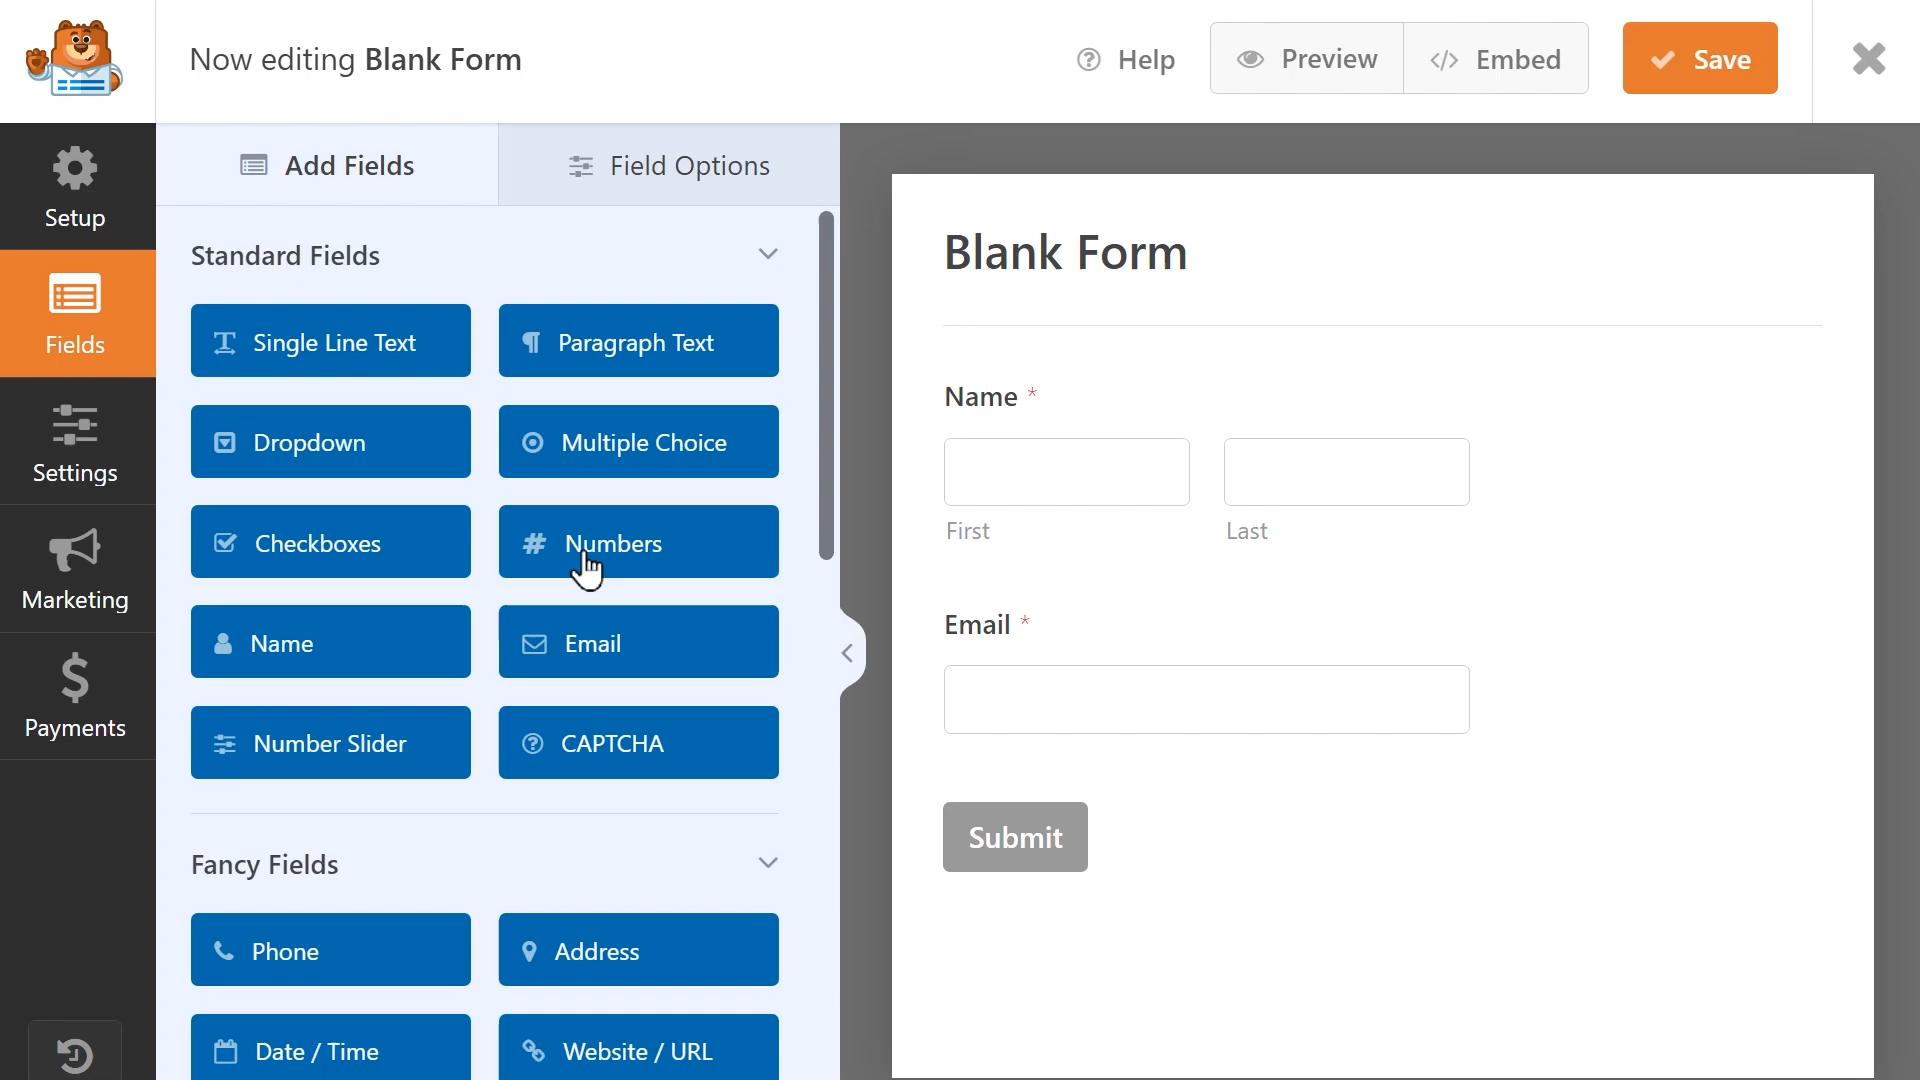 Now editing Blank Form
Help
Preview
Embed
Save
Setup
Fields
Settings
Marketing
Payments
Add Fields
Field Options
Standard Fields
Single Line Text
Paragraph Text
Dropdown
Multiple Choice
Checkboxes
Numbers
Name
Email
Number Slider
CAPTCHA
Fancy Fields
Phone
Address
Date / Time
Website / URL
Blank Form
Name *
First
Last
Email *
Submit